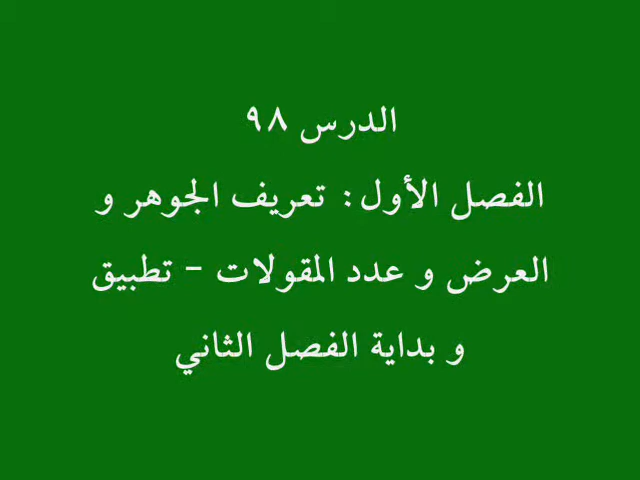 الدرس ٩٨
الفصل الأول: تعريف الجوهر و
العرض و عدد المقولات - تطبيق
و بداية الفصل الثاني